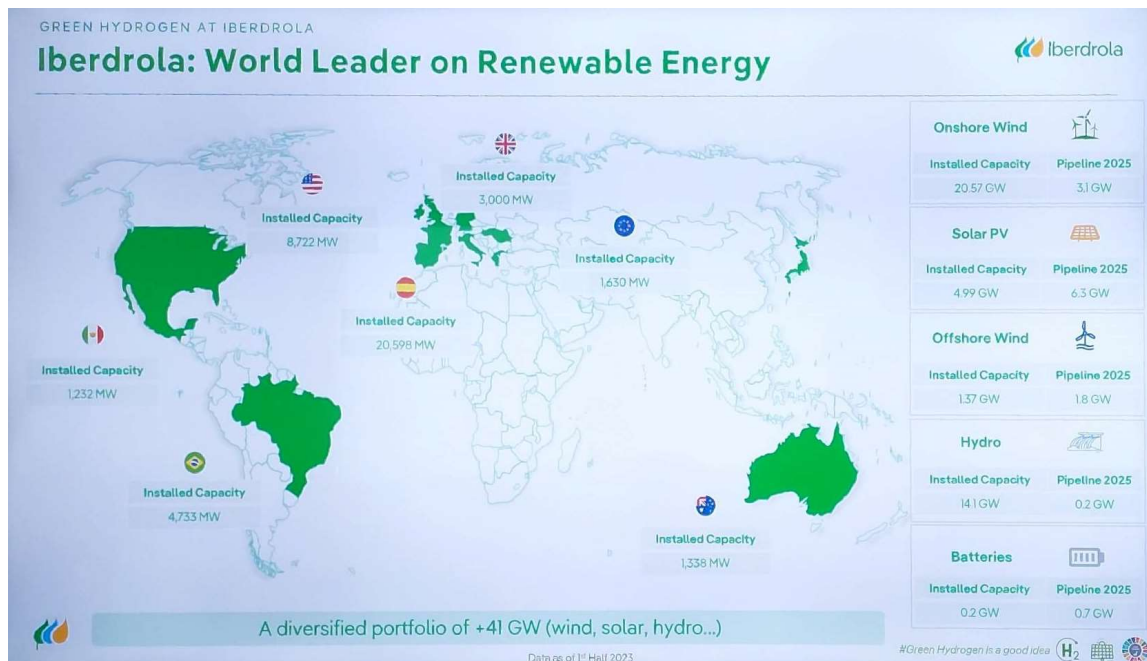 GREEN HYDROGEN AT IBERDROLA
Iberdrola: World Leader on Renewable Energy
Iberdrola
Installed Capacity
3,000 MW
Installed Capacity
8,722 MW
Installed Capacity
1,630 MW
Installed Capacity
20,598 MW
Installed Capacity
1,232 MW
Installed Capacity
4,733 MW
Installed Capacity
1,338 MW
Onshore Wind
Installed Capacity Pipeline 2025
20.57 GW 3,1 GW
Solar PV
Installed Capacity Pipeline 2025
4.99 GW 6.3 GW
Offshore Wind
Installed Capacity Pipeline 2025
1.37 GW 1.8 GW
Hydro
Installed Capacity Pipeline 2025
14.1 GW 0.2 GW
Batteries
Installed Capacity Pipeline 2025
0.2 GW 0.7 GW
A diversified portfolio of +41 GW (wind, solar, hydro...)
Data as of 1st Half 2023
#Green Hydrogen is a good idea H2